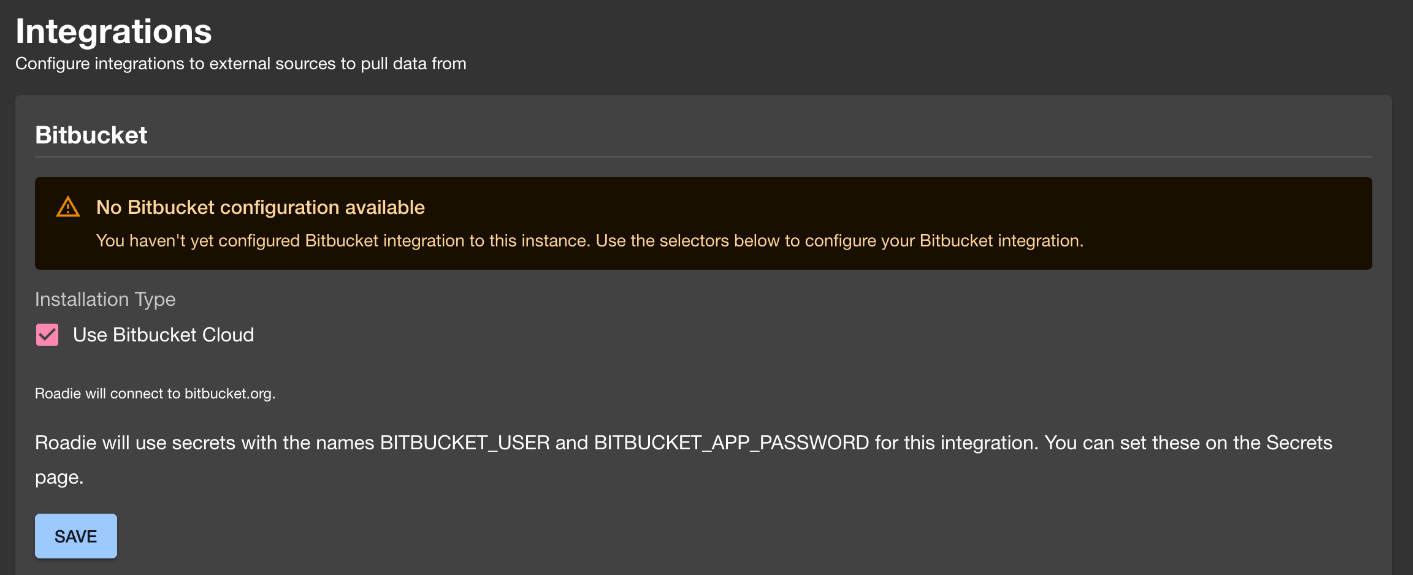 Integrations
Configure integrations to external sources to pull data from
Bitbucket
No Bitbucket configuration available
You haven't yet configured Bitbucket integration to this instance. Use the selectors below to configure your Bitbucket integration.
Installation Type
Use Bitbucket Cloud
Roadie will connect to bitbucket.org.
Roadie will use secrets with the names BITBUCKET_USER and BITBUCKET_APP_PASSWORD for this integration. You can set these on the Secrets
page.
SAVE